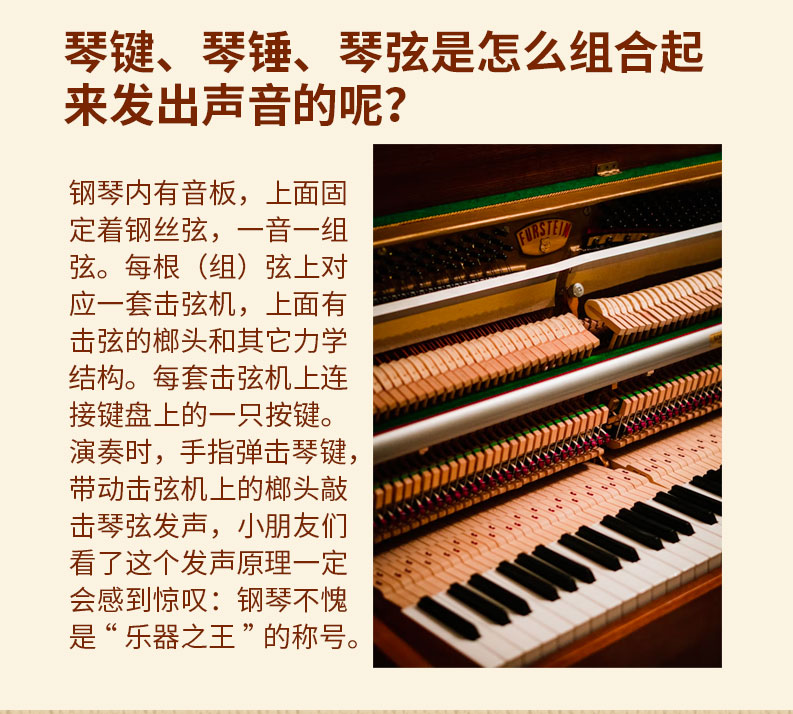 琴键、琴锤、琴弦是怎么组合起
来发出声音的呢？
钢琴内有音板，上面固
定着钢丝弦，一音一组
弦。每根（组）弦上对
应一套击弦机，上面有
击弦的榔头和其它力学
结构。每套击弦机上连
接键盘上的一只按键。
演奏时，手指弹击琴键，
带动击弦机上的榔头敲
击琴弦发声，小朋友们
看了这个发声原理一定
会感到惊叹：钢琴不愧
是“乐器之王”的称号。
FURSTEIN